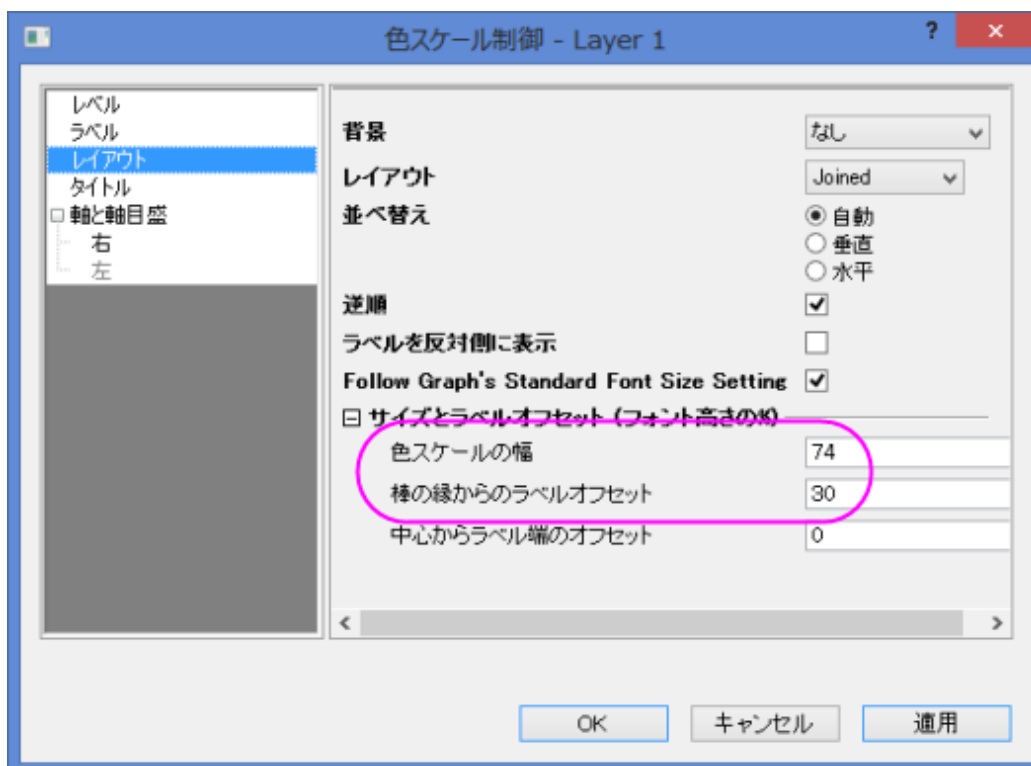 色スケール制御 - Layer 1
?
レベル
ラベル
レイアウト
タイトル
軸と軸目盛
右
左
背景 なし
レイアウト Joined
並べ替え 自動
垂直
水平
逆順
ラベルを反対側に表示
Follow Graph's Standard Font Size Setting
サイズとラベルオフセット (フォント高さの%)
色スケールの幅 74
棒の縁からのラベルオフセット 30
中心からラベル端のオフセット 0
OK キャンセル 適用